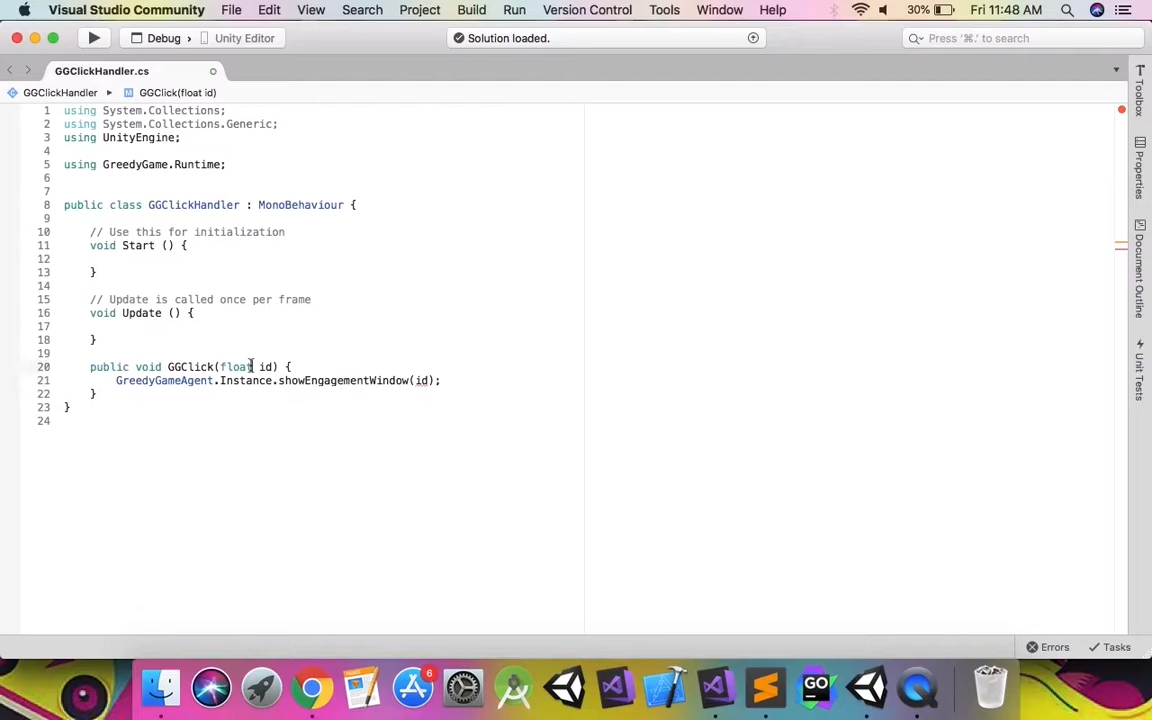 Visual Studio Community File Edit View Search Project Build Run Version Control Tools Window Help 30% Fri 11:48 AM
Debug › Unity Editor Solution loaded. Press '⌘.' to search
GGClickHandler.cs
GGClickHandler ▸ M GGClick(float id)
1 using System.Collections;
2 using System.Collections.Generic;
3 using UnityEngine;
4
5 using GreedyGame.Runtime;
6
7
8 public class GGClickHandler : MonoBehaviour {
9
10 // Use this for initialization
11 void Start () {
12
13 }
14
15 // Update is called once per frame
16 void Update () {
17
18 }
19
20 public void GGClick(float id) {
21 GreedyGameAgent.Instance.showEngagementWindow(id);
22 }
23 }
24
Toolbox
Properties
Document Outline
Unit Tests
Errors Tasks
6
GO